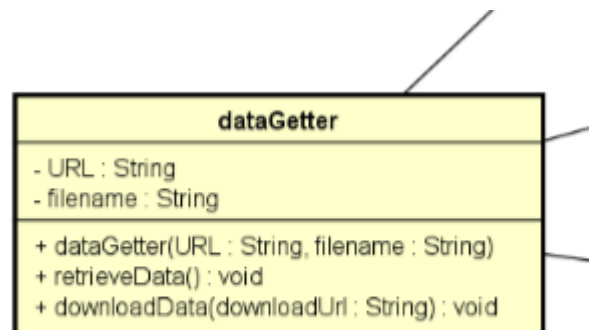 dataGetter
- URL : String
- filename : String
+ dataGetter(URL : String, filename : String)
+ retrieveData() : void
+ downloadData(downloadUrl : String) : void